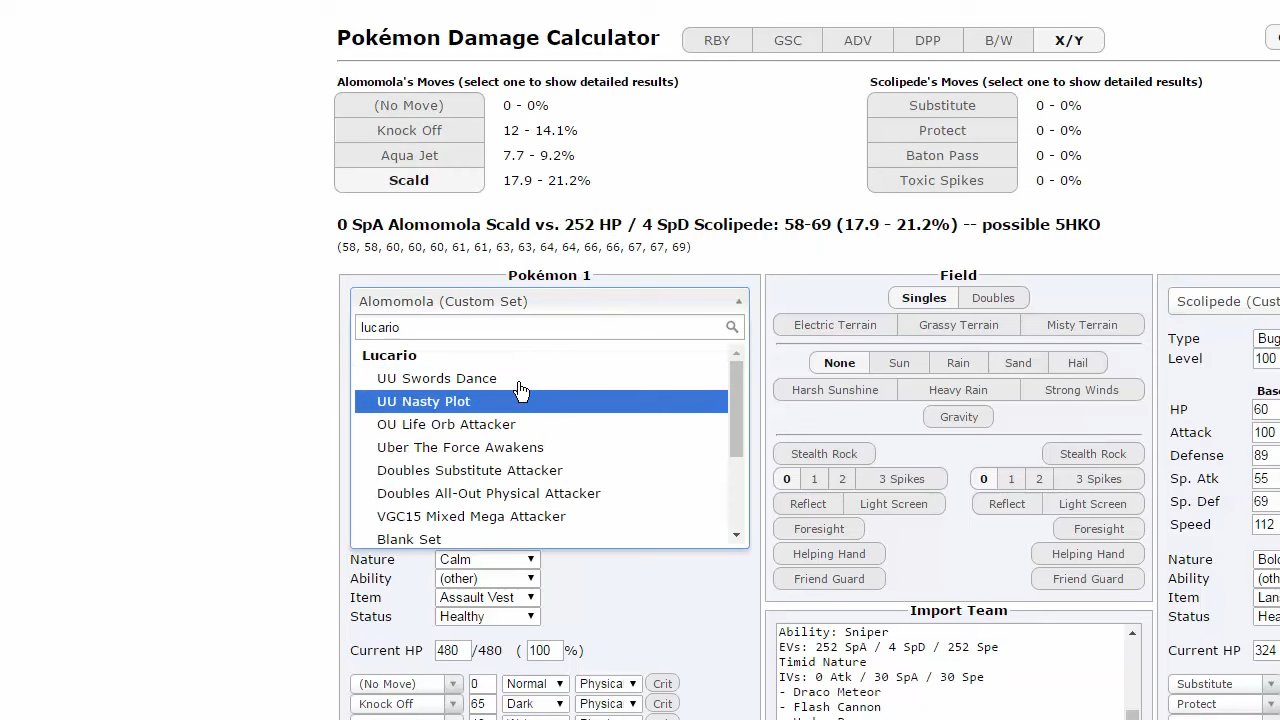 Pokémon Damage Calculator
RBY GSC ADV DPP B/W X/Y
Alomomola's Moves (select one to show detailed results)
(No Move) 0 - 0%
Knock Off 12 - 14.1%
Aqua Jet 7.7 - 9.2%
Scald 17.9 - 21.2%
Scolipede's Moves (select one to show detailed results)
Substitute 0 - 0%
Protect 0 - 0%
Baton Pass 0 - 0%
Toxic Spikes 0 - 0%
0 SpA Alomomola Scald vs. 252 HP / 4 SpD Scolipede: 58-69 (17.9 - 21.2%) -- possible 5HKO
(58, 58, 60, 60, 60, 61, 61, 63, 63, 64, 64, 66, 66, 67, 67, 69)
Pokémon 1
Alomomola (Custom Set)
lucario
Lucario
UU Swords Dance
UU Nasty Plot
OU Life Orb Attacker
Uber The Force Awakens
Doubles Substitute Attacker
Doubles All-Out Physical Attacker
VGC15 Mixed Mega Attacker
Blank Set
Nature Calm
Ability (other)
Item Assault Vest
Status Healthy
Current HP 480 /480 ( 100 %)
(No Move) 0 Normal Physica Crit
Knock Off 65 Dark Physica Crit
Field
Singles Doubles
Electric Terrain Grassy Terrain Misty Terrain
None Sun Rain Sand Hail
Harsh Sunshine Heavy Rain Strong Winds
Gravity
Stealth Rock Stealth Rock
0 1 2 3 Spikes 0 1 2 3 Spikes
Reflect Light Screen Reflect Light Screen
Foresight Foresight
Helping Hand Helping Hand
Friend Guard Friend Guard
Import Team
Ability: Sniper
EVs: 252 SpA / 4 SpD / 252 Spe
Timid Nature
IVs: 0 Atk / 30 SpA / 30 Spe
- Draco Meteor
- Flash Cannon
Scolipede (Cust
Type Bug
Level 100
Bas
HP 60
Attack 100
Defense 89
Sp. Atk 55
Sp. Def 69
Speed 112
Nature Bol
Ability (oth
Item Lans
Status Hea
Current HP 324
Substitute
Protect